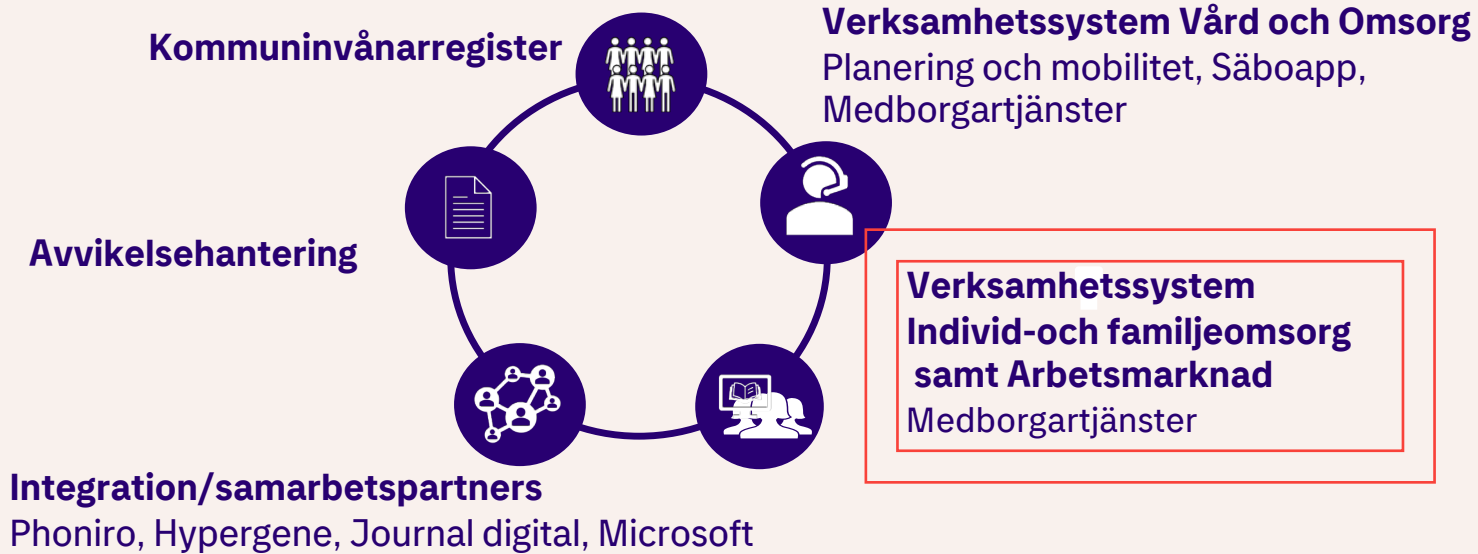 Kommuninvånarregister
Verksamhetssystem Vård och Omsorg
Planering och mobilitet, Säboapp,
Medborgartjänster
Avvikelsehantering
Verksamhetssystem
Individ-och familjeomsorg
samt Arbetsmarknad
Medborgartjänster
Integration/samarbetspartners
Phoniro, Hypergene, Journal digital, Microsoft